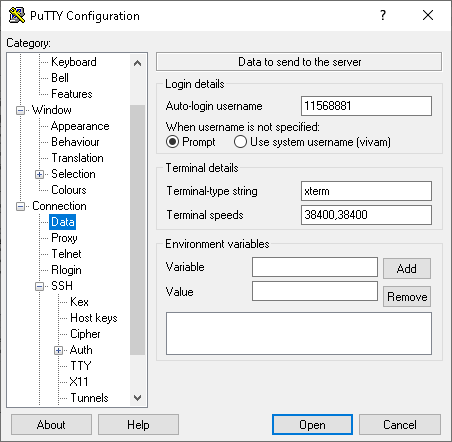 PuTTY Configuration
?
Category:
Keyboard
Bell
Features
Window
Appearance
Behaviour
Translation
Selection
Colours
Connection
Data
Proxy
Telnet
Rlogin
SSH
Kex
Host keys
Cipher
Auth
TTY
X11
Tunnels
Data to send to the server
Login details
Auto-login username 11568881
When username is not specified:
Prompt Use system username (vivam)
Terminal details
Terminal-type string xterm
Terminal speeds 38400,38400
Environment variables
Variable Add
Value Remove
About Help Open Cancel